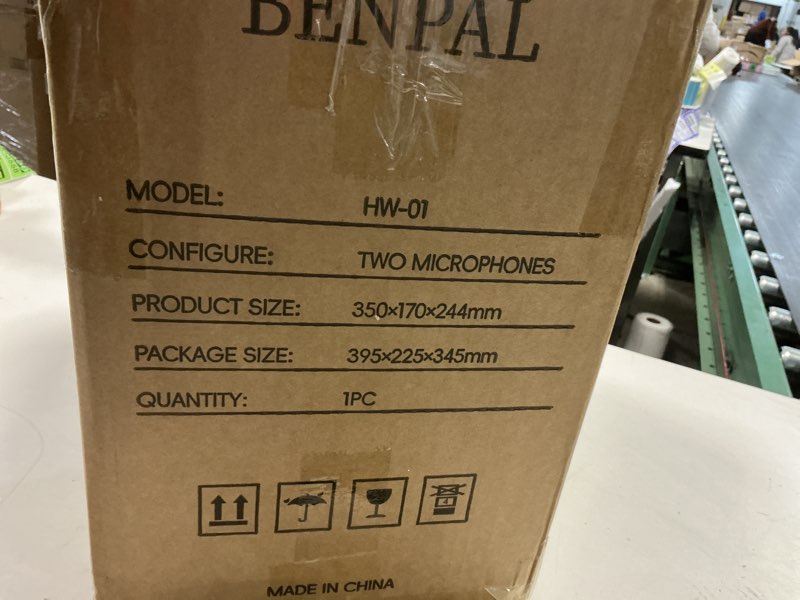 BENPAL
MODEL: HW-01
CONFIGURE: TWO MICROPHONES
PRODUCT SIZE: 350×170×244mm
PACKAGE SIZE: 395×225×345mm
QUANTITY: 1PC
4
MADE IN CHINA